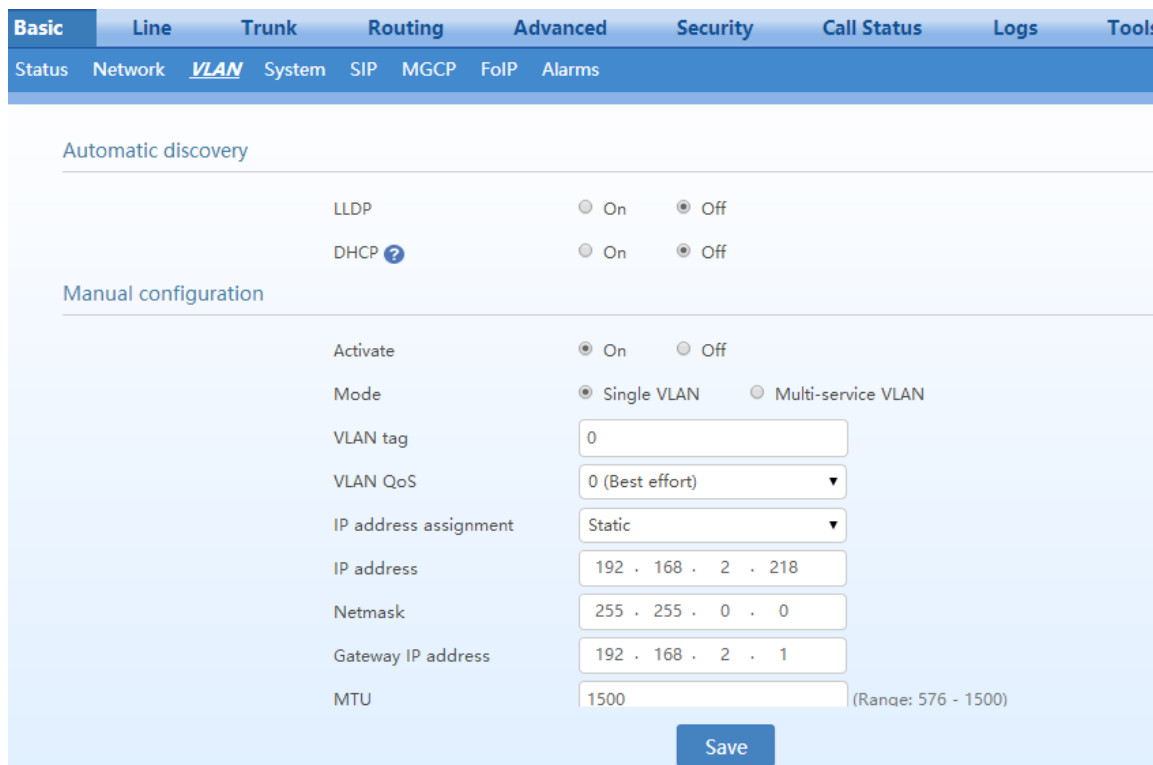 Basic Line Trunk Routing Advanced Security Call Status Logs Tools
Status Network VLAN System SIP MGCP FoIP Alarms
Automatic discovery
LLDP On Off
DHCP ? On Off
Manual configuration
Activate On Off
Mode Single VLAN Multi-service VLAN
VLAN tag 0
VLAN QoS 0 (Best effort)
IP address assignment Static
IP address 192 . 168 . 2 . 218
Netmask 255 . 255 . 0 . 0
Gateway IP address 192 . 168 . 2 . 1
MTU 1500 (Range: 576 - 1500)
Save